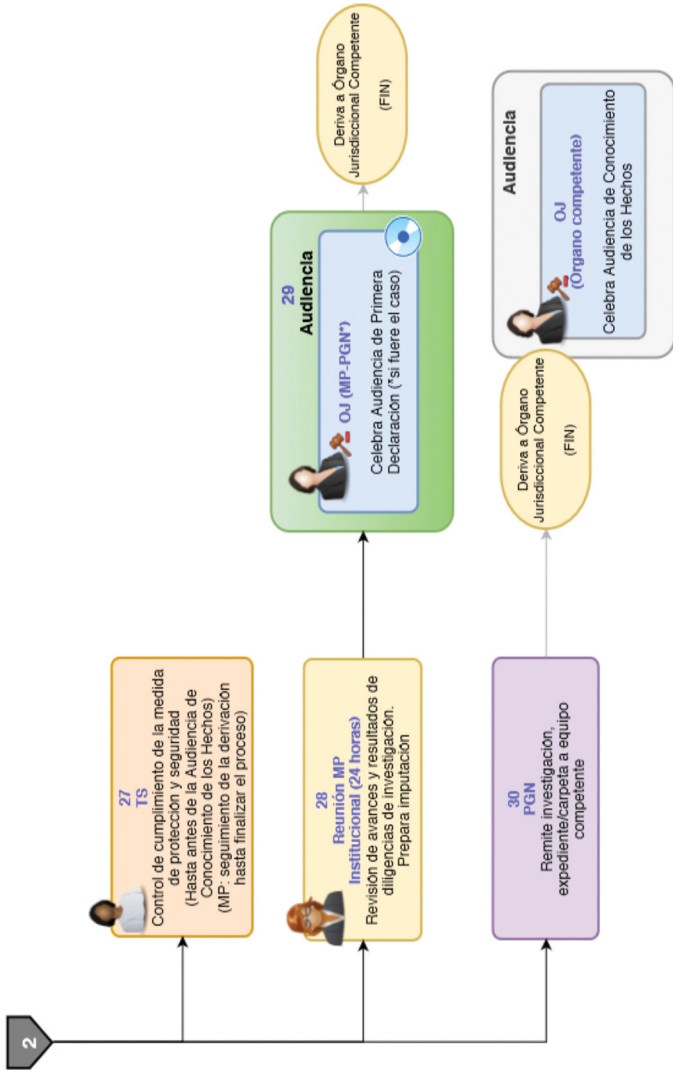 2
27
TS
Control de cumplimiento de la medida
de protección y seguridad
(Hasta antes de la Audiencia de
Conocimiento de los Hechos)
(MP: seguimiento de la derivación
hasta finalizar el proceso)
28
Reunión MP
Institucional (24 horas)
Revisión de avances y resultados de
diligencias de investigación.
Prepara imputación
29
Audiencia
OJ (MP-PGN*)
Celebra Audiencia de Primera
Declaración (*si fuere el caso)
Deriva a Órgano
Jurisdiccional Competente
(FIN)
30
PGN
Remite investigación,
expediente/carpeta a equipo
competente
Deriva a Órgano
Jurisdiccional Competente
(FIN)
Audiencia
OJ
(Organo competente)
Celebra Audiencia de Conocimiento
de los Hechos